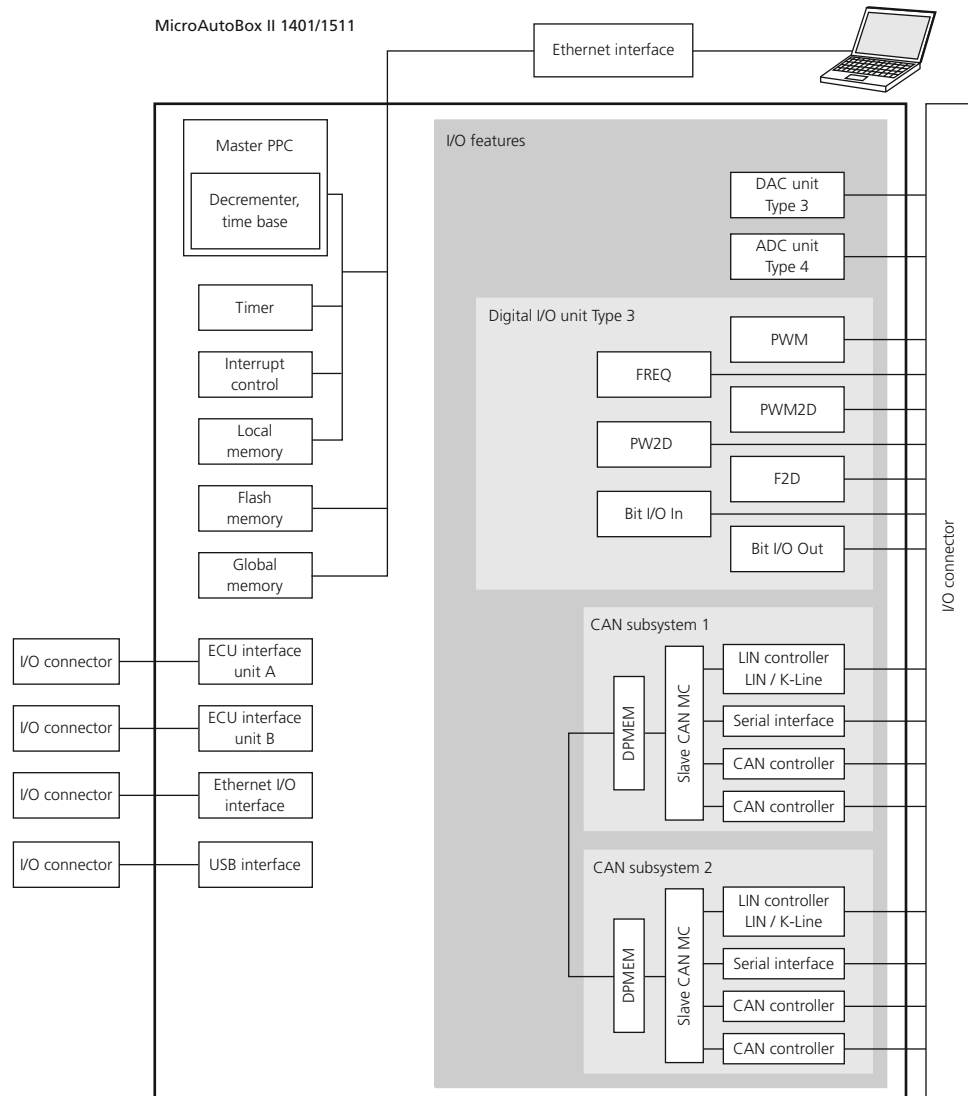 MicroAutoBox II 1401/1511
Ethernet interface
Master PPC
Decrementer,
time base
Timer
Interrupt
control
Local
memory
Flash
memory
Global
memory
I/O connector
ECU interface
unit A
I/O connector
ECU interface
unit B
I/O connector
Ethernet I/O
interface
I/O connector
USB interface
I/O features
DAC unit
Type 3
ADC unit
Type 4
Digital I/O unit Type 3
PWM
FREQ
PWM2D
PW2D
F2D
Bit I/O In
Bit I/O Out
CAN subsystem 1
DPMEM
Slave CAN MC
LIN controller
LIN / K-Line
Serial interface
CAN controller
CAN controller
CAN subsystem 2
DPMEM
Slave CAN MC
LIN controller
LIN / K-Line
Serial interface
CAN controller
CAN controller
I/O connector